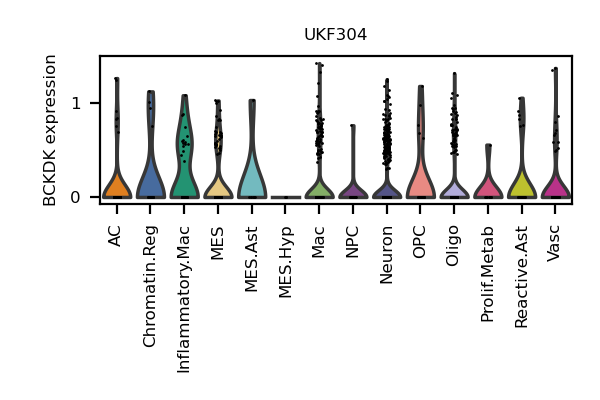 UKF304
BCKDK expression
1
0
AC
Chromatin.Reg
Inflammatory.Mac
MES
MES.Ast
MES.Hyp
Mac
NPC
Neuron
OPC
Oligo
Prolif.Metab
Reactive.Ast
Vasc